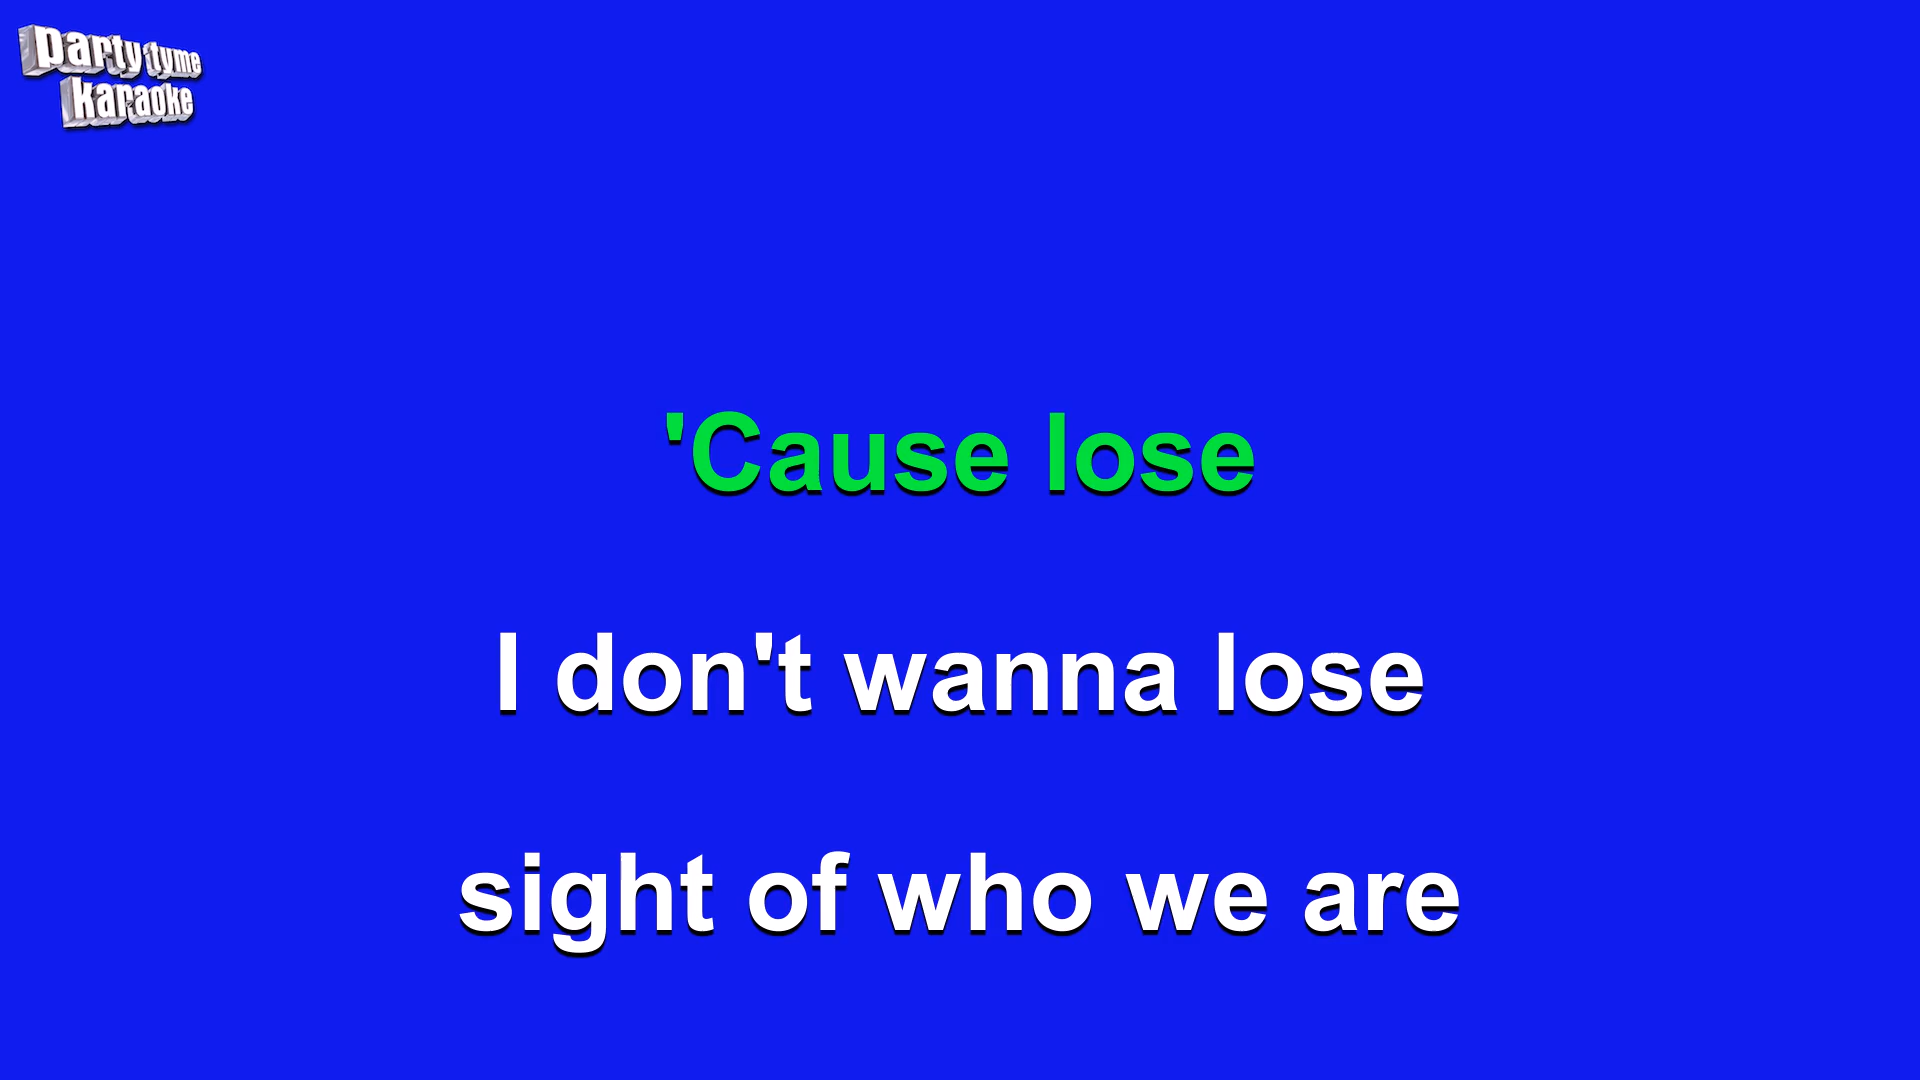 party tyme
karaoke
'Cause lose
I don't wanna lose
sight of who we are